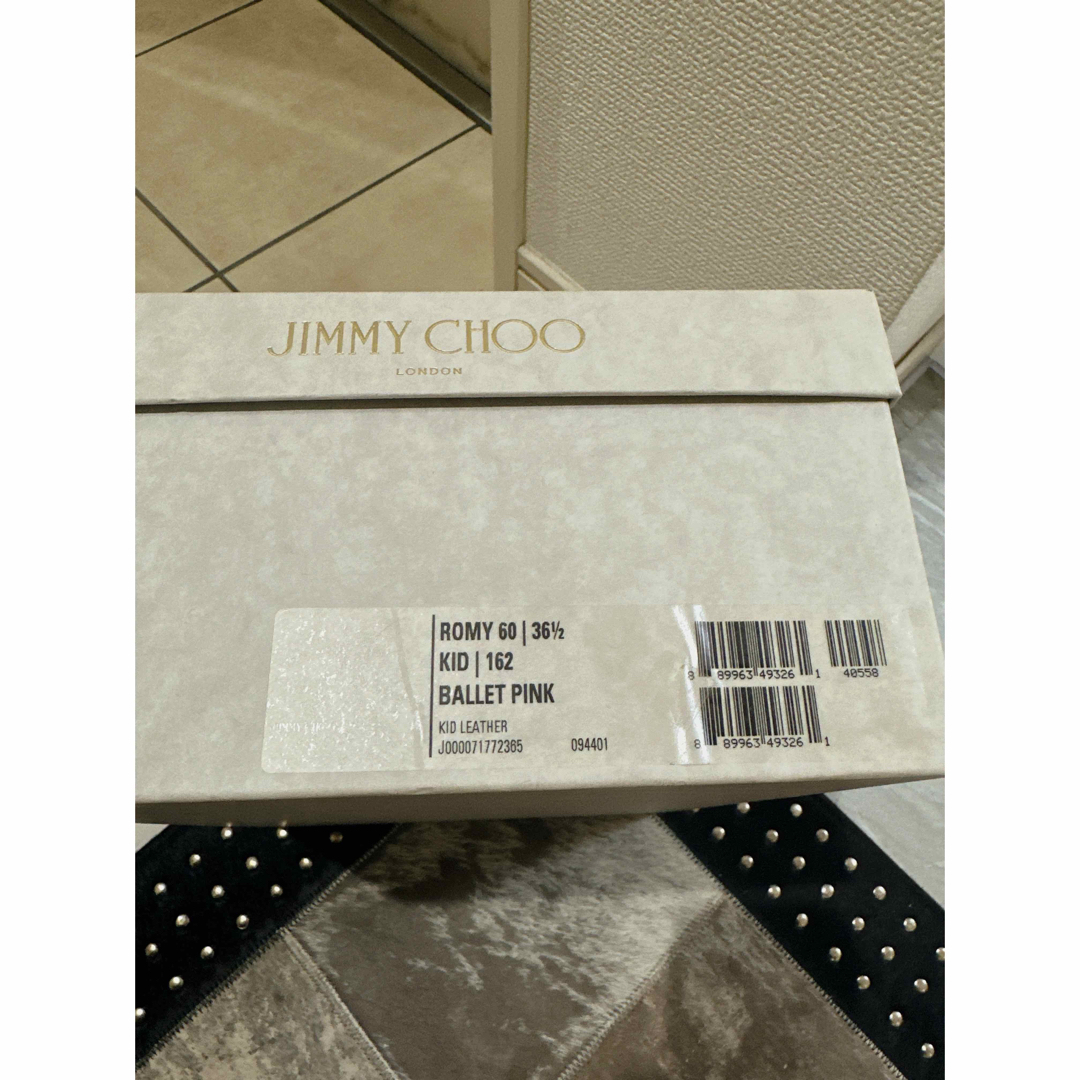 JIMMY CHOO
LONDON
ROMY 60 | 36½
KID | 162
BALLET PINK
KID LEATHER
J000071772365 094401
8 89963 49326 1 40558
8 89963 49326 1